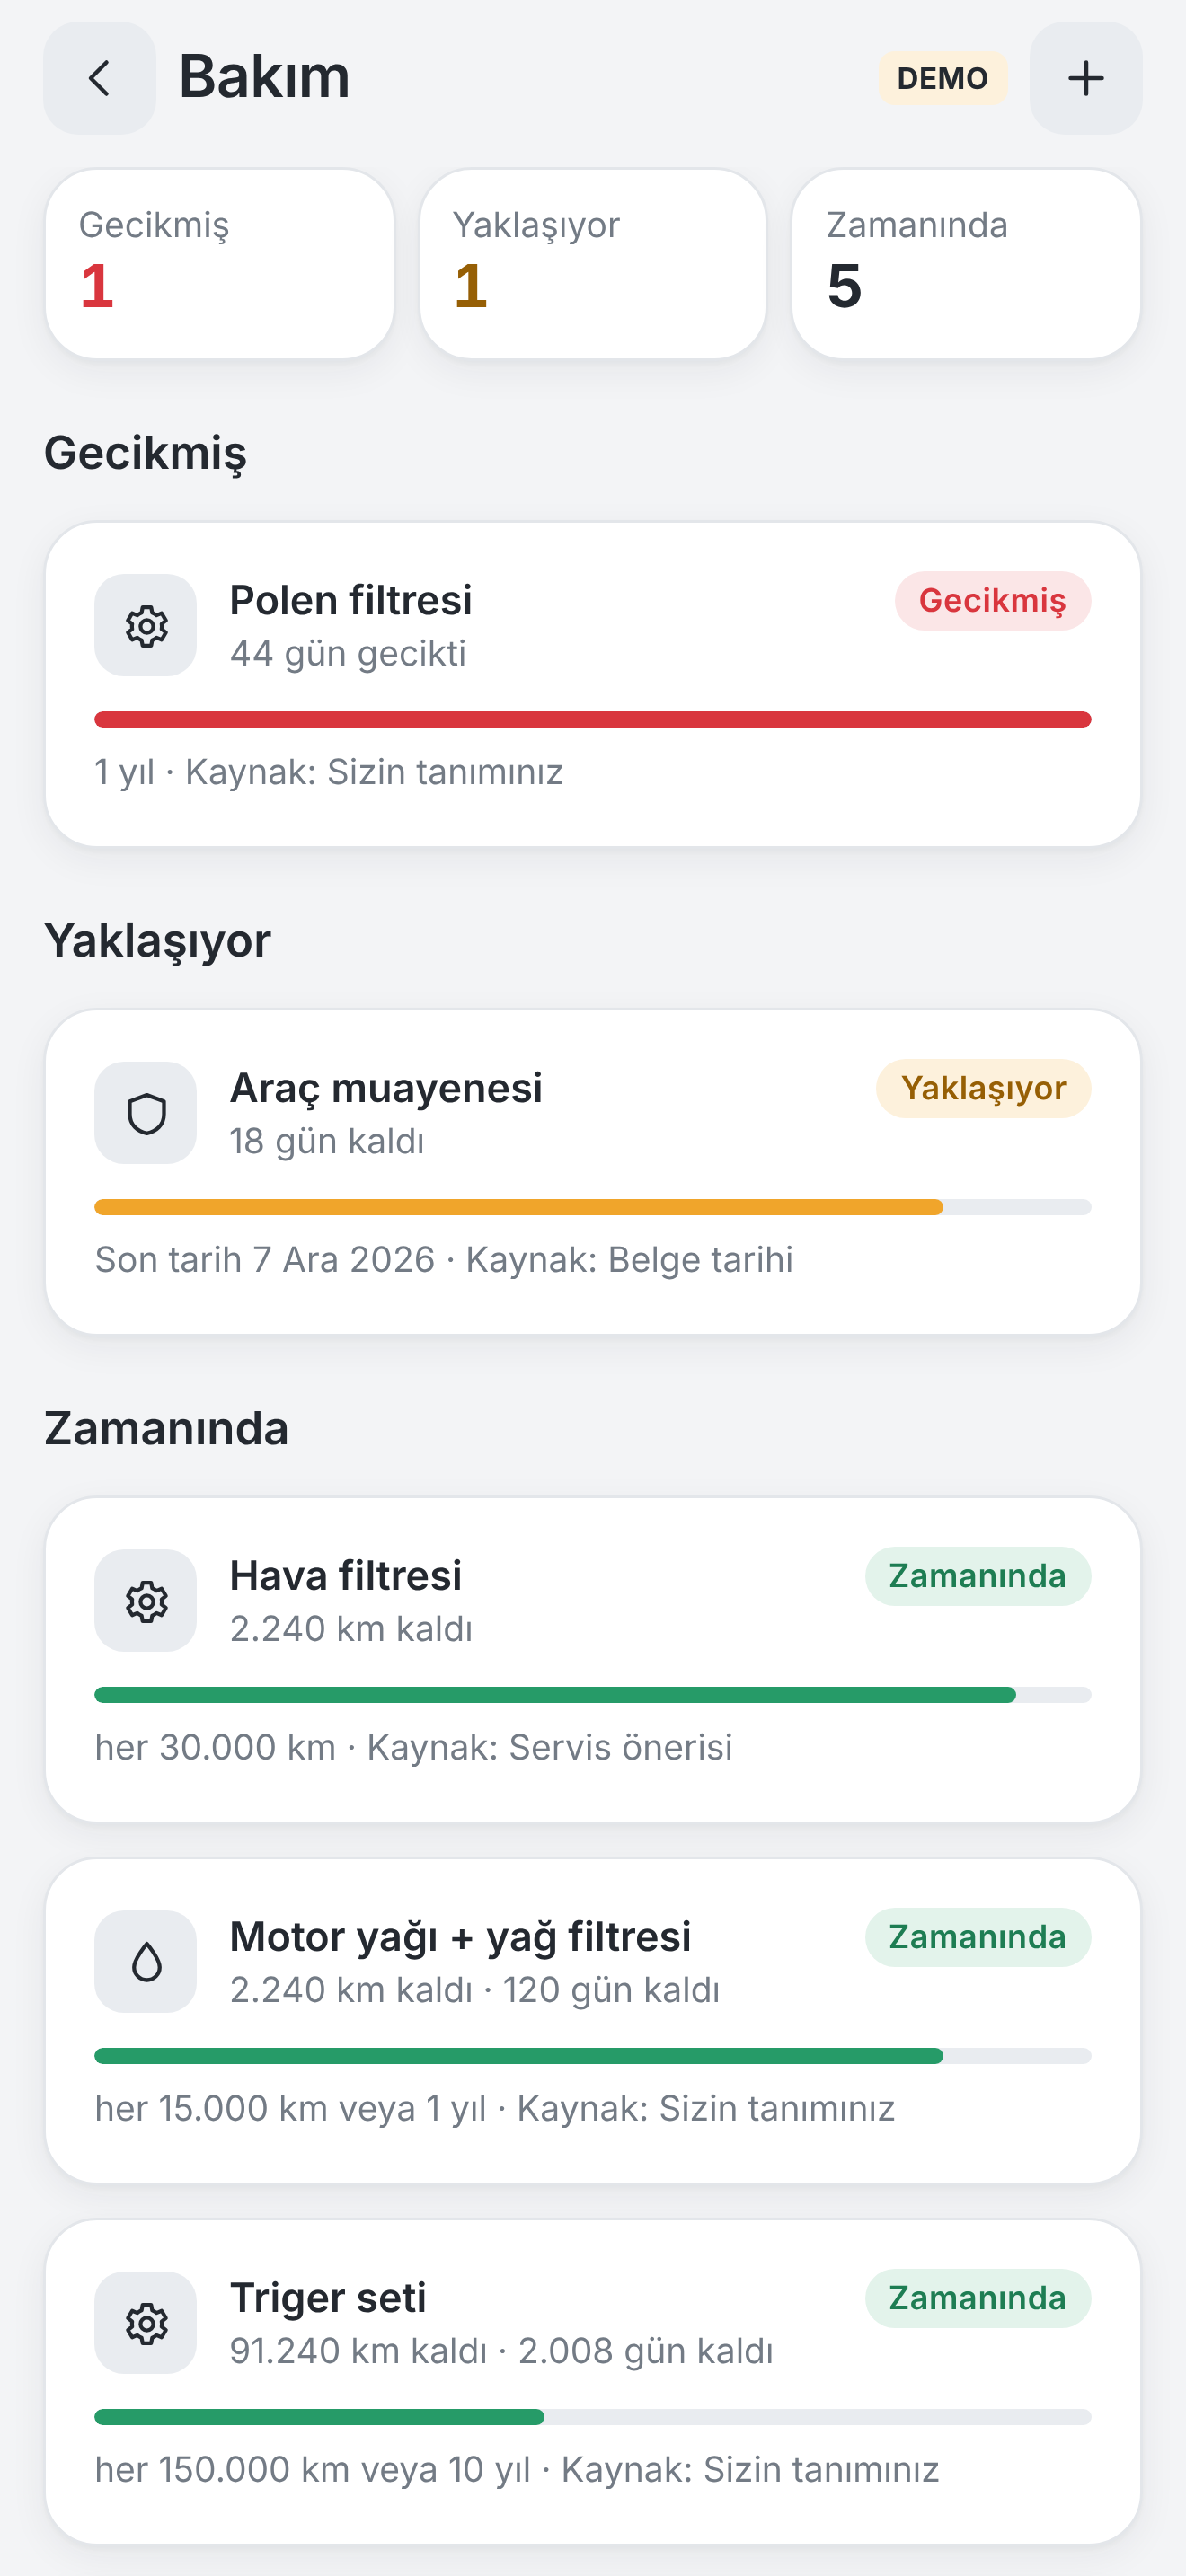 Bakım
DEMO
Gecikmiş
1
Yaklaşıyor
1
Zamanında
5
Gecikmiş
Polen filtresi
Gecikmiş
44 gün gecikti
1 yıl · Kaynak: Sizin tanımınız
Yaklaşıyor
Araç muayenesi
Yaklaşıyor
18 gün kaldı
Son tarih 7 Ara 2026 · Kaynak: Belge tarihi
Zamanında
Hava filtresi
Zamanında
2.240 km kaldı
her 30.000 km · Kaynak: Servis önerisi
Motor yağı + yağ filtresi
Zamanında
2.240 km kaldı · 120 gün kaldı
her 15.000 km veya 1 yıl · Kaynak: Sizin tanımınız
Triger seti
Zamanında
91.240 km kaldı · 2.008 gün kaldı
her 150.000 km veya 10 yıl · Kaynak: Sizin tanımınız